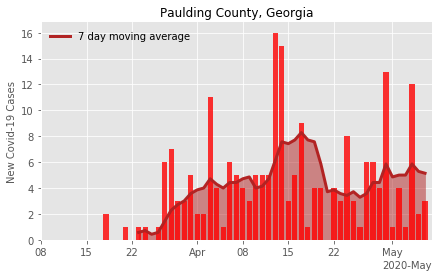 Paulding County, Georgia
7 day moving average
New Covid-19 Cases
16
14
12
10
8
6
4
2
0
08 15 22 Apr 08 15 22 May
2020-May